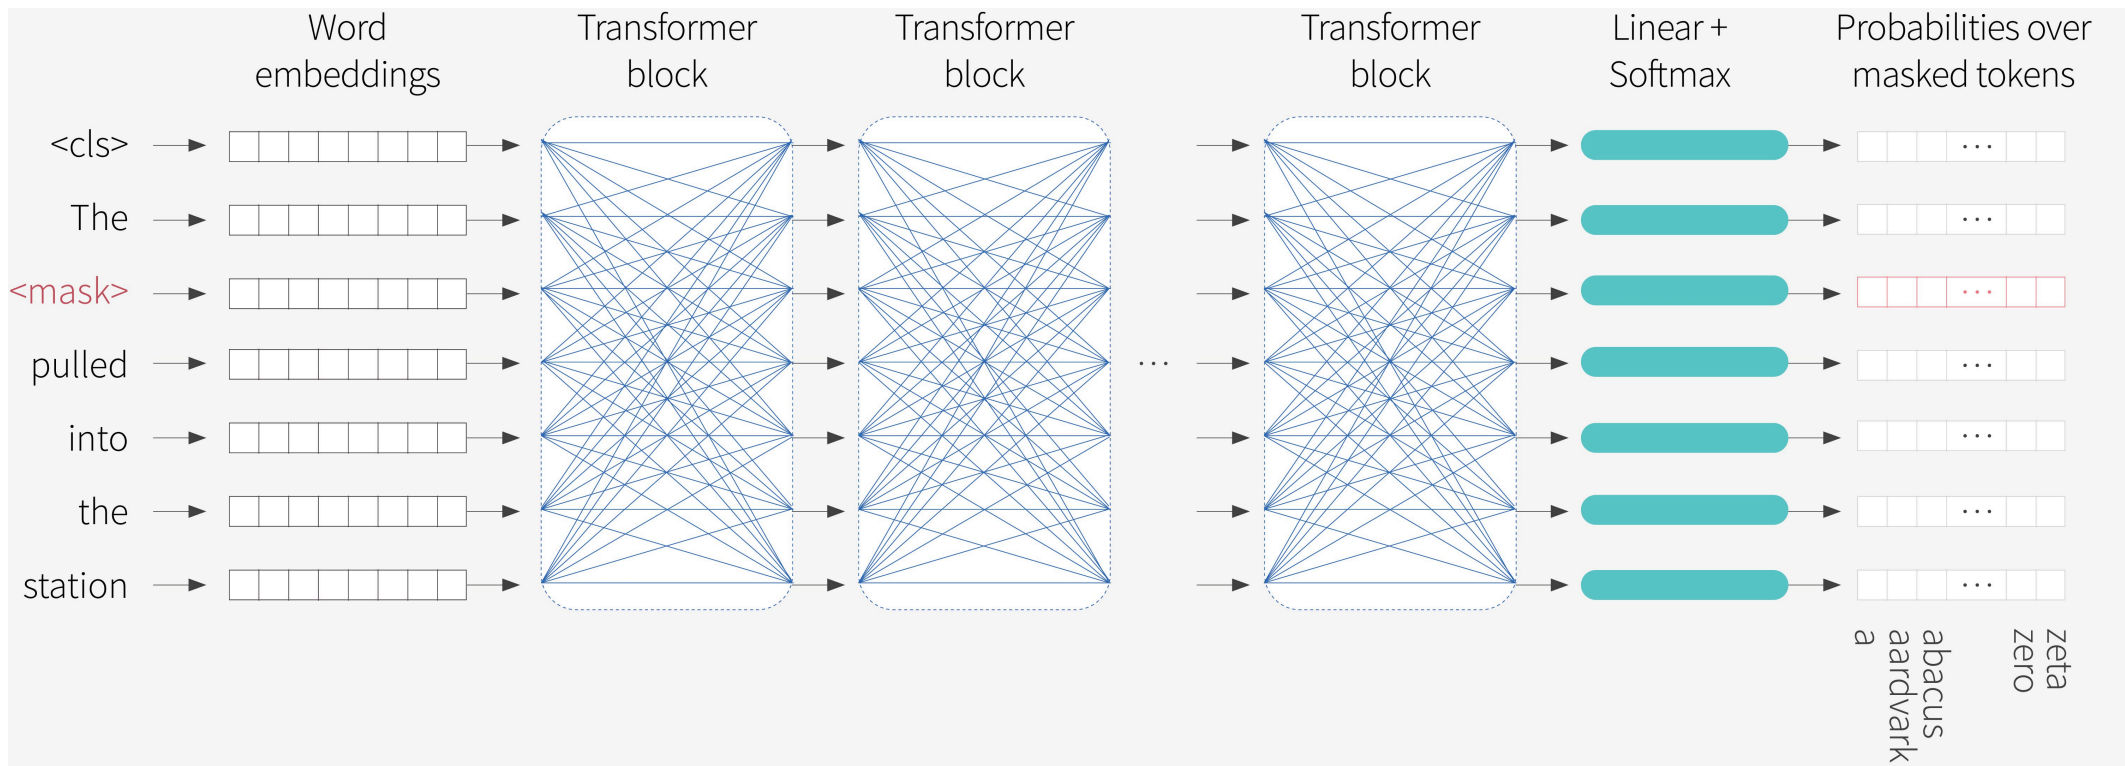 Word
embeddings
Transformer
block
Transformer
block
Transformer
block
Linear +
Softmax
Probabilities over
masked tokens
<cls>
The
<mask>
pulled
into
the
station
...
...
...
...
...
...
...
...
a
aardvark
abacus
zero
zeta